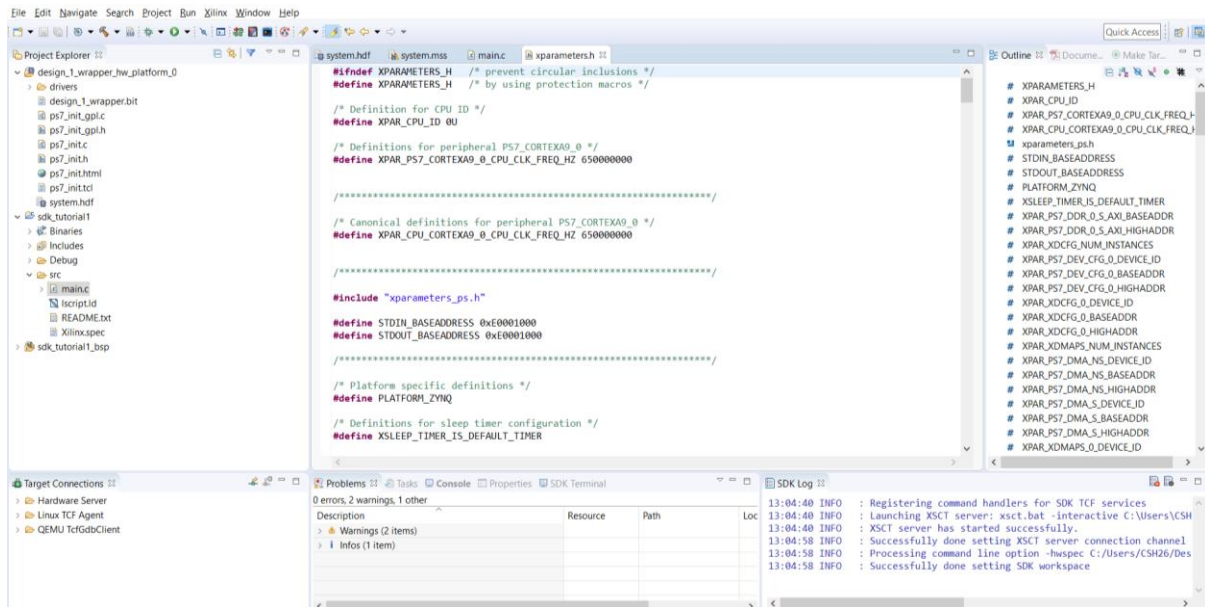 File Edit Navigate Search Project Run Xilinx Window Help
Quick Access
Project Explorer
design_1_wrapper_hw_platform_0
drivers
design_1_wrapper.bit
ps7_init_gpl.c
ps7_init_gpl.h
ps7_init.c
ps7_init.h
ps7_init.html
ps7_init.tcl
system.hdf
sdk_tutorial1
Binaries
Includes
Debug
src
main.c
lscript.ld
README.txt
Xilinx.spec
sdk_tutorial1_bsp
system.hdf system.mss main.c xparameters.h
#ifndef XPARAMETERS_H /* prevent circular inclusions */
#define XPARAMETERS_H /* by using protection macros */
/* Definition for CPU ID */
#define XPAR_CPU_ID 0U
/* Definitions for peripheral PS7_CORTEXA9_0 */
#define XPAR_PS7_CORTEXA9_0_CPU_CLK_FREQ_HZ 650000000
/******************************************************************/
/* Canonical definitions for peripheral PS7_CORTEXA9_0 */
#define XPAR_CPU_CORTEXA9_0_CPU_CLK_FREQ_HZ 650000000
/******************************************************************/
#include "xparameters_ps.h"
#define STDIN_BASEADDRESS 0xE0001000
#define STDOUT_BASEADDRESS 0xE0001000
/******************************************************************/
/* Platform specific definitions */
#define PLATFORM_ZYNQ
/* Definitions for sleep timer configuration */
#define XSLEEP_TIMER_IS_DEFAULT_TIMER
Outline Docume... Make Tar...
# XPARAMETERS_H
# XPAR_CPU_ID
# XPAR_PS7_CORTEXA9_0_CPU_CLK_FREQ_H
# XPAR_CPU_CORTEXA9_0_CPU_CLK_FREQ_H
xparameters_ps.h
# STDIN_BASEADDRESS
# STDOUT_BASEADDRESS
# PLATFORM_ZYNQ
# XSLEEP_TIMER_IS_DEFAULT_TIMER
# XPAR_PS7_DDR_0_S_AXI_BASEADDR
# XPAR_PS7_DDR_0_S_AXI_HIGHADDR
# XPAR_XDCFG_NUM_INSTANCES
# XPAR_PS7_DEV_CFG_0_DEVICE_ID
# XPAR_PS7_DEV_CFG_0_BASEADDR
# XPAR_PS7_DEV_CFG_0_HIGHADDR
# XPAR_XDCFG_0_DEVICE_ID
# XPAR_XDCFG_0_BASEADDR
# XPAR_XDCFG_0_HIGHADDR
# XPAR_XDMAPS_NUM_INSTANCES
# XPAR_PS7_DMA_NS_DEVICE_ID
# XPAR_PS7_DMA_NS_BASEADDR
# XPAR_PS7_DMA_NS_HIGHADDR
# XPAR_PS7_DMA_S_DEVICE_ID
# XPAR_PS7_DMA_S_BASEADDR
# XPAR_PS7_DMA_S_HIGHADDR
# XPAR_XDMAPS_0_DEVICE_ID
Target Connections
Hardware Server
Linux TCF Agent
QEMU TcfGdbClient
Problems Tasks Console Properties SDK Terminal
0 errors, 2 warnings, 1 other
Description Resource Path Loc
Warnings (2 items)
Infos (1 item)
SDK Log
13:04:40 INFO : Registering command handlers for SDK TCF services
13:04:40 INFO : Launching XSCT server: xsct.bat -interactive C:\Users\CSH
13:04:40 INFO : XSCT server has started successfully.
13:04:58 INFO : Successfully done setting XSCT server connection channel
13:04:58 INFO : Processing command line option -hwspec C:/Users/CSH26/Des
13:04:58 INFO : Successfully done setting SDK workspace